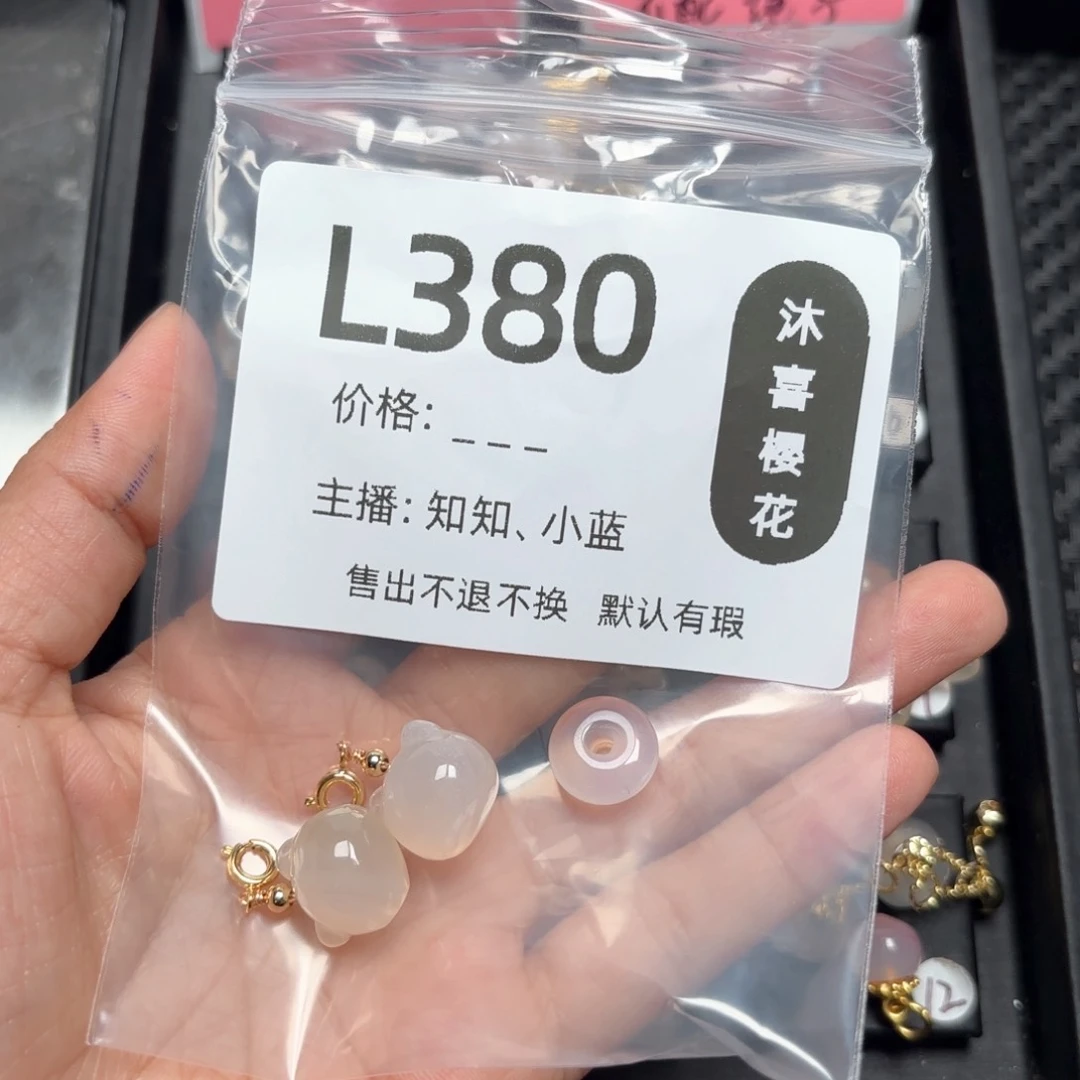 L380
价格: _ _ _
主播: 知知、小蓝
售出不退不换 默认有瑕
沐喜樱花
12